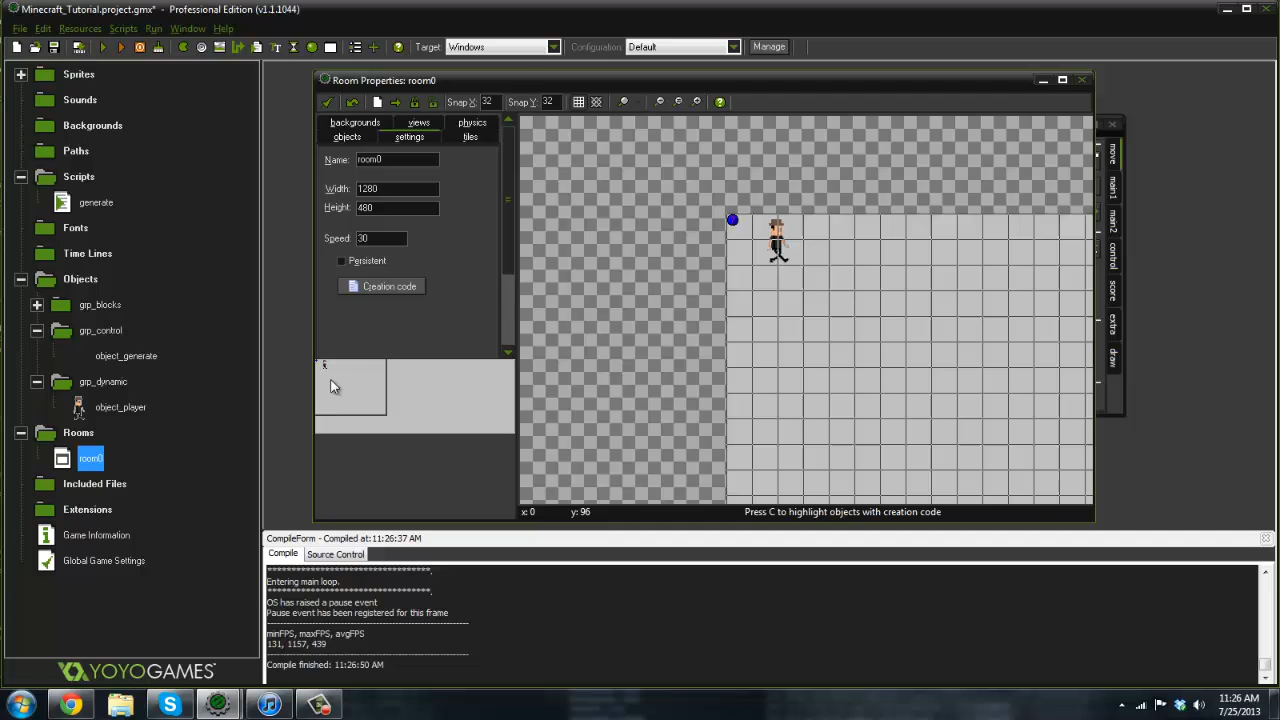 Minecraft_Tutorial.project.gmx* - Professional Edition (v1.1.1044)
File Edit Resources Scripts Run Window Help
Target: Windows Configuration: Default Manage
Sprites
Sounds
Backgrounds
Paths
Scripts
generate
Fonts
Time Lines
Objects
grp_blocks
grp_control
object_generate
grp_dynamic
object_player
Rooms
room0
Included Files
Extensions
Game Information
Global Game Settings
YOYOGAMES
Room Properties: room0
Snap X: 32 Snap Y: 32
backgrounds views physics
objects settings tiles
Name: room0
Width: 1280
Height: 480
Speed: 30
Persistent
Creation code
x: 0 y: 96 Press C to highlight objects with creation code
move
main1
main2
control
score
extra
draw
CompileForm - Compiled at:11:26:37 AM
Compile Source Control
**********************************.
Entering main loop.
**********************************.
OS has raised a pause event
Pause event has been registered for this frame
minFPS, maxFPS, avgFPS
131, 1157, 439
Compile finished: 11:26:50 AM
11:26 AM
7/25/2013